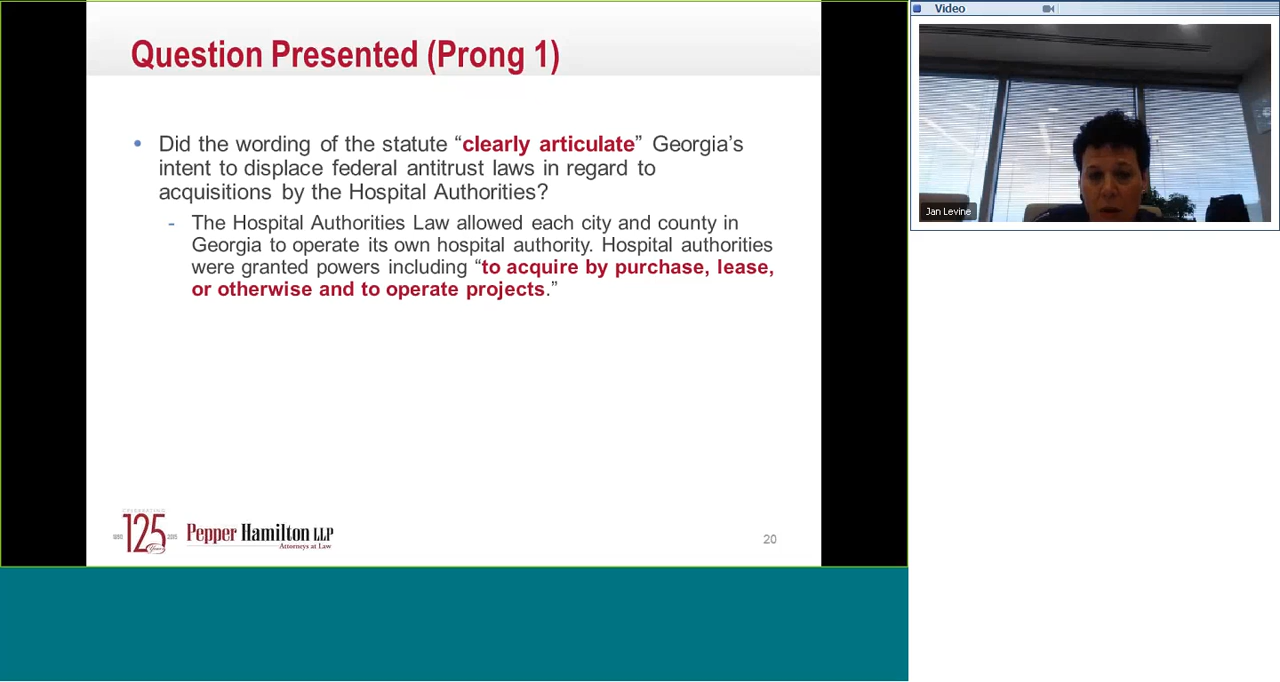 Question Presented (Prong 1)
• Did the wording of the statute “clearly articulate” Georgia’s
intent to displace federal antitrust laws in regard to
acquisitions by the Hospital Authorities?
- The Hospital Authorities Law allowed each city and county in
Georgia to operate its own hospital authority. Hospital authorities
were granted powers including “to acquire by purchase, lease,
or otherwise and to operate projects.”
CELEBRATING
125
Years
Pepper Hamilton LLP
Attorneys at Law
20
Video
Jan Levine